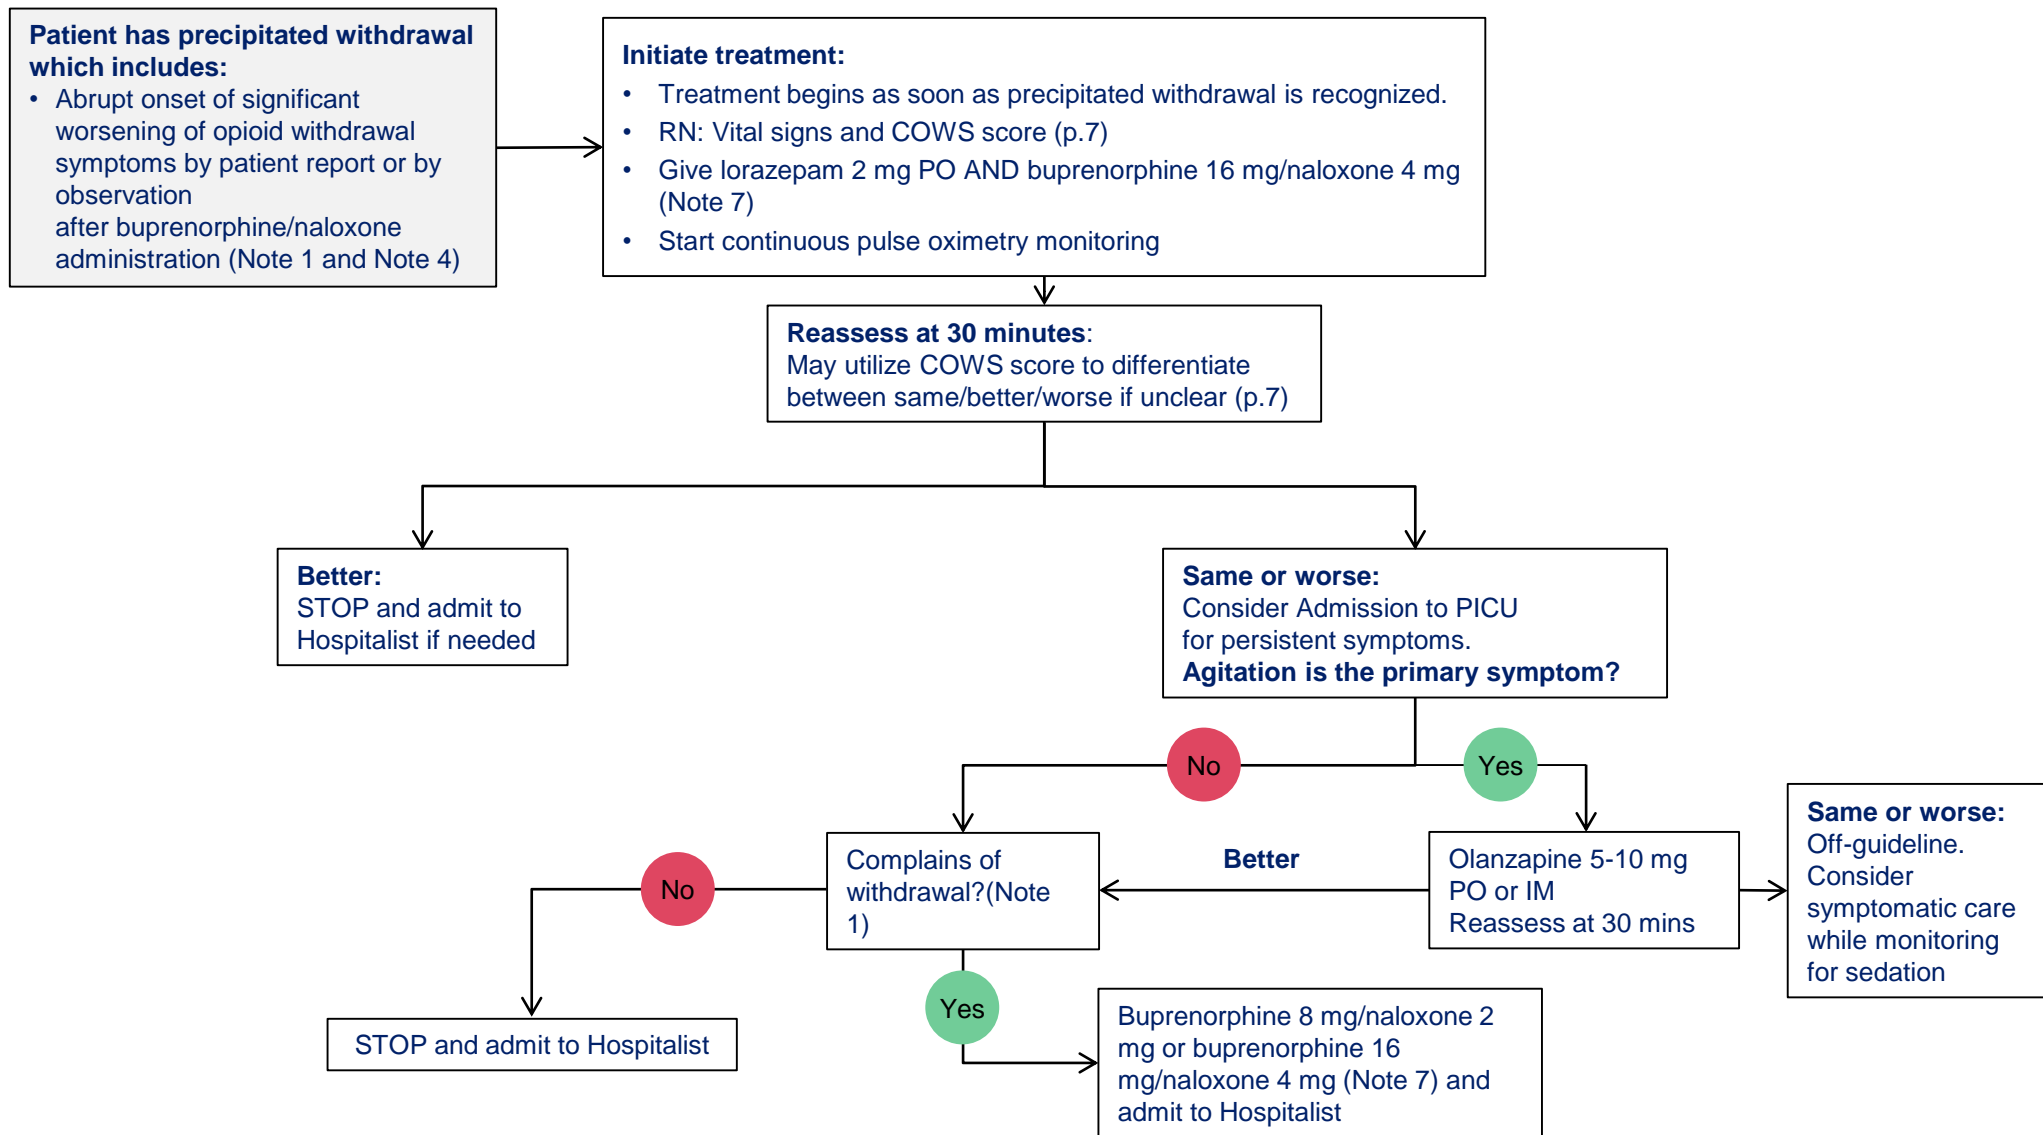 Patient has precipitated withdrawal
which includes:
• Abrupt onset of significant
worsening of opioid withdrawal
symptoms by patient report or by
observation
after buprenorphine/naloxone
administration (Note 1 and Note 4)
Initiate treatment:
• Treatment begins as soon as precipitated withdrawal is recognized.
• RN: Vital signs and COWS score (p.7)
• Give lorazepam 2 mg PO AND buprenorphine 16 mg/naloxone 4 mg
(Note 7)
• Start continuous pulse oximetry monitoring
Reassess at 30 minutes:
May utilize COWS score to differentiate
between same/better/worse if unclear (p.7)
Better:
STOP and admit to
Hospitalist if needed
Same or worse:
Consider Admission to PICU
for persistent symptoms.
Agitation is the primary symptom?
No
Yes
Complains of
withdrawal?(Note
1)
Better
Olanzapine 5-10 mg
PO or IM
Reassess at 30 mins
Same or worse:
Off-guideline.
Consider
symptomatic care
while monitoring
for sedation
No
Yes
STOP and admit to Hospitalist
Buprenorphine 8 mg/naloxone 2
mg or buprenorphine 16
mg/naloxone 4 mg (Note 7) and
admit to Hospitalist